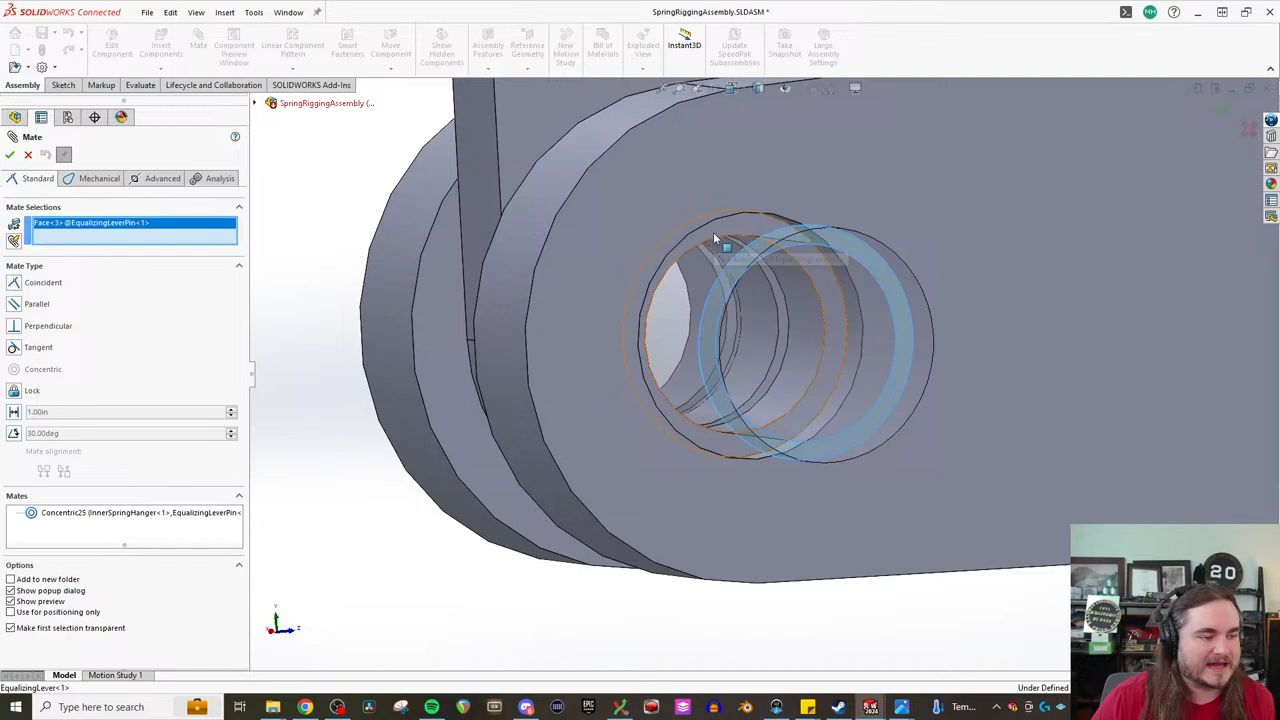 SOLIDWORKS Connected
File
Edit
View
Insert
Tools
Window
SpringRiggingAssembly.SLDASM *
MH
Edit Component
Insert Component
Mate
Component Preview Window
Linear Component Pattern
Smart Fasteners
Move Component
Show Hidden Components
Assembly Features
Reference Geometry
New Motion Study
Bill of Materials
Exploded View
Instant3D
Update SpeedPak Subassemblies
Take Snapshot
Large Assembly Settings
Assembly
Sketch
Markup
Evaluate
Lifecycle and Collaboration
SOLIDWORKS Add-Ins
SpringRiggingAssembly (...
Mate
Standard
Mechanical
Advanced
Analysis
Mate Selections
Face<3>@EqualizingLeverPin<1>
Mate Type
Coincident
Parallel
Perpendicular
Tangent
Concentric
Lock
1.00in
30.00deg
Mate alignment:
Mates
Concentric25 (InnerSpringHanger<1>,EqualizingLeverPin<
Options
Add to new folder
Show popup dialog
Show preview
Use for positioning only
Make first selection transparent
Y
X
Z
20
Model
Motion Study 1
EqualizingLever<1>
Under Defined
Type here to search
Tem...